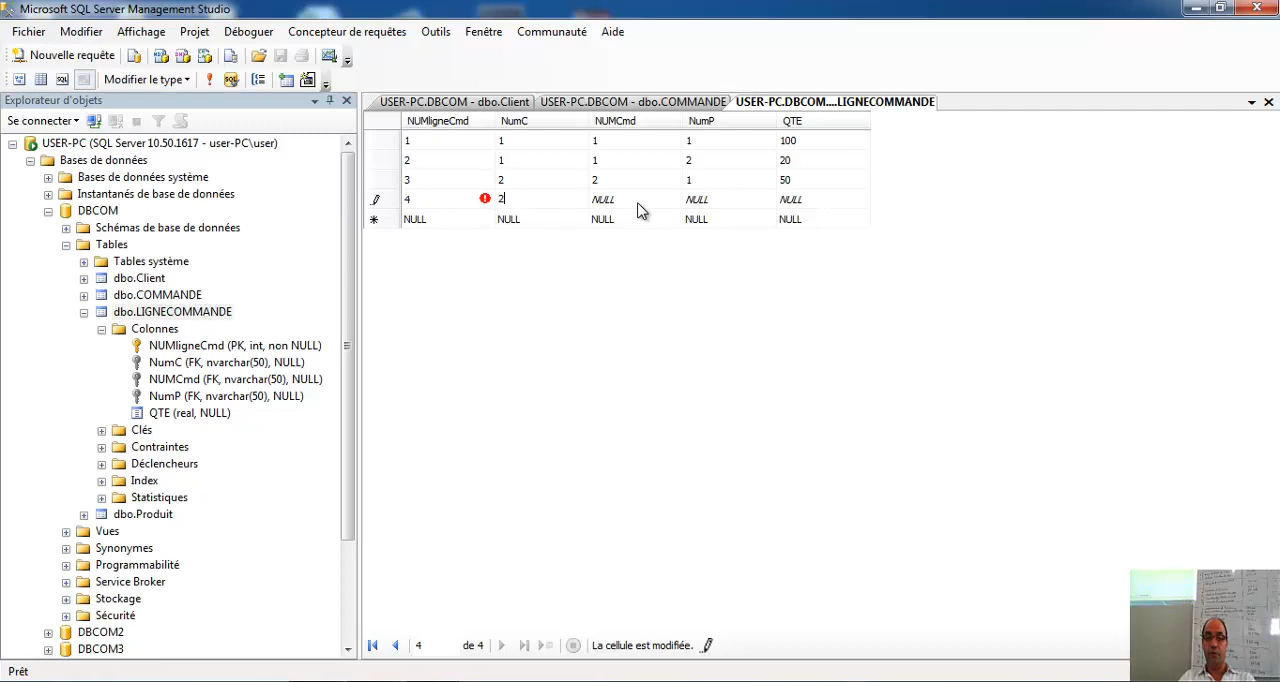 Microsoft SQL Server Management Studio
Fichier Modifier Affichage Projet Déboguer Concepteur de requêtes Outils Fenêtre Communauté Aide
Nouvelle requête
Modifier le type
Explorateur d'objets
USER-PC.DBCOM - dbo.Client USER-PC.DBCOM - dbo.COMMANDE USER-PC.DBCOM....LIGNECOMMANDE
Se connecter
USER-PC (SQL Server 10.50.1617 - user-PC\user)
Bases de données
Bases de données système
Instantanés de base de données
DBCOM
Schémas de base de données
Tables
Tables système
dbo.Client
dbo.COMMANDE
dbo.LIGNECOMMANDE
Colonnes
NUMligneCmd (PK, int, non NULL)
NumC (FK, nvarchar(50), NULL)
NUMCmd (FK, nvarchar(50), NULL)
NumP (FK, nvarchar(50), NULL)
QTE (real, NULL)
Clés
Contraintes
Déclencheurs
Index
Statistiques
dbo.Produit
Vues
Synonymes
Programmabilité
Service Broker
Stockage
Sécurité
DBCOM2
DBCOM3
NUMligneCmd NumC NUMCmd NumP QTE
1 1 1 1 100
2 1 1 2 20
3 2 2 1 50
4 2 NULL NULL NULL
NULL NULL NULL NULL NULL
4 de 4 La cellule est modifiée.
Prêt